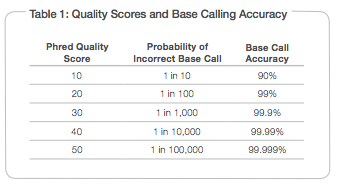 Table 1: Quality Scores and Base Calling Accuracy
Phred Quality Score Probability of Incorrect Base Call Base Call Accuracy
10 1 in 10 90%
20 1 in 100 99%
30 1 in 1,000 99.9%
40 1 in 10,000 99.99%
50 1 in 100,000 99.999%